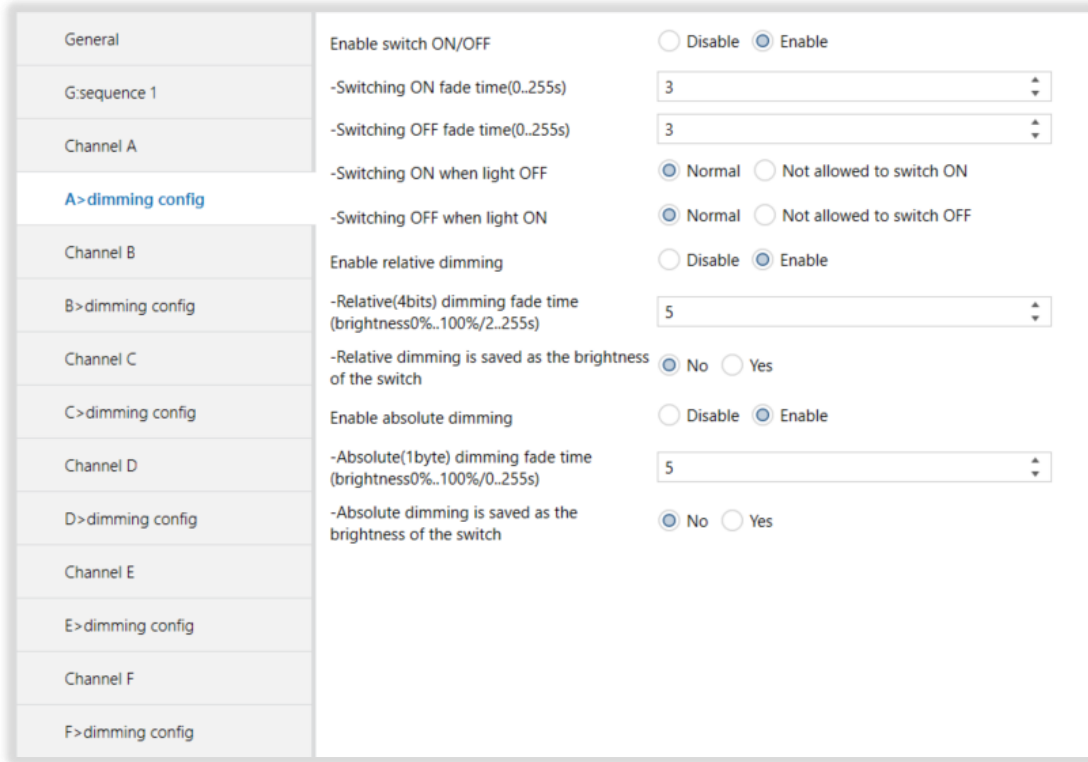 General
G:sequence 1
Channel A
A>dimming config
Channel B
B>dimming config
Channel C
C>dimming config
Channel D
D>dimming config
Channel E
E>dimming config
Channel F
F>dimming config
Enable switch ON/OFF Disable Enable
-Switching ON fade time(0..255s) 3
-Switching OFF fade time(0..255s) 3
-Switching ON when light OFF Normal Not allowed to switch ON
-Switching OFF when light ON Normal Not allowed to switch OFF
Enable relative dimming Disable Enable
-Relative(4bits) dimming fade time
(brightness0%..100%/2..255s) 5
-Relative dimming is saved as the brightness
of the switch No Yes
Enable absolute dimming Disable Enable
-Absolute(1byte) dimming fade time
(brightness0%..100%/0..255s) 5
-Absolute dimming is saved as the
brightness of the switch No Yes